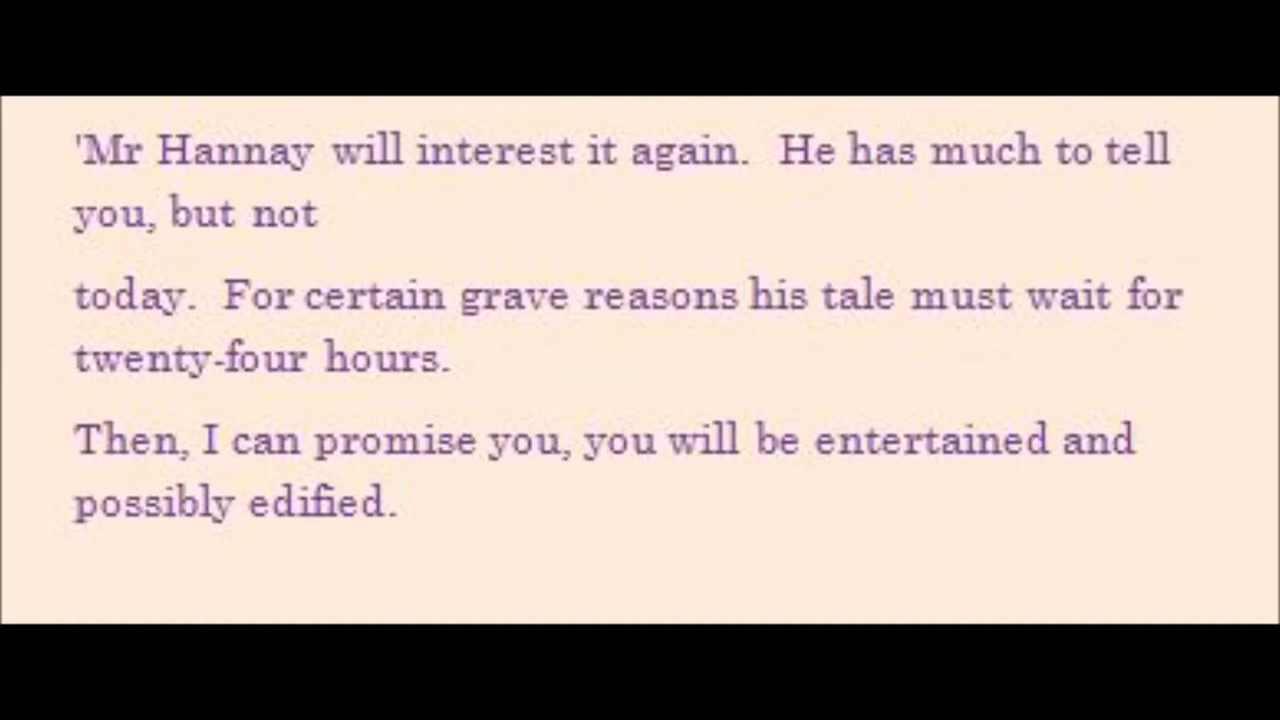 'Mr Hannay will interest it again.  He has much to tell
you, but not
today.  For certain grave reasons his tale must wait for
twenty-four hours.
Then, I can promise you, you will be entertained and
possibly edified.